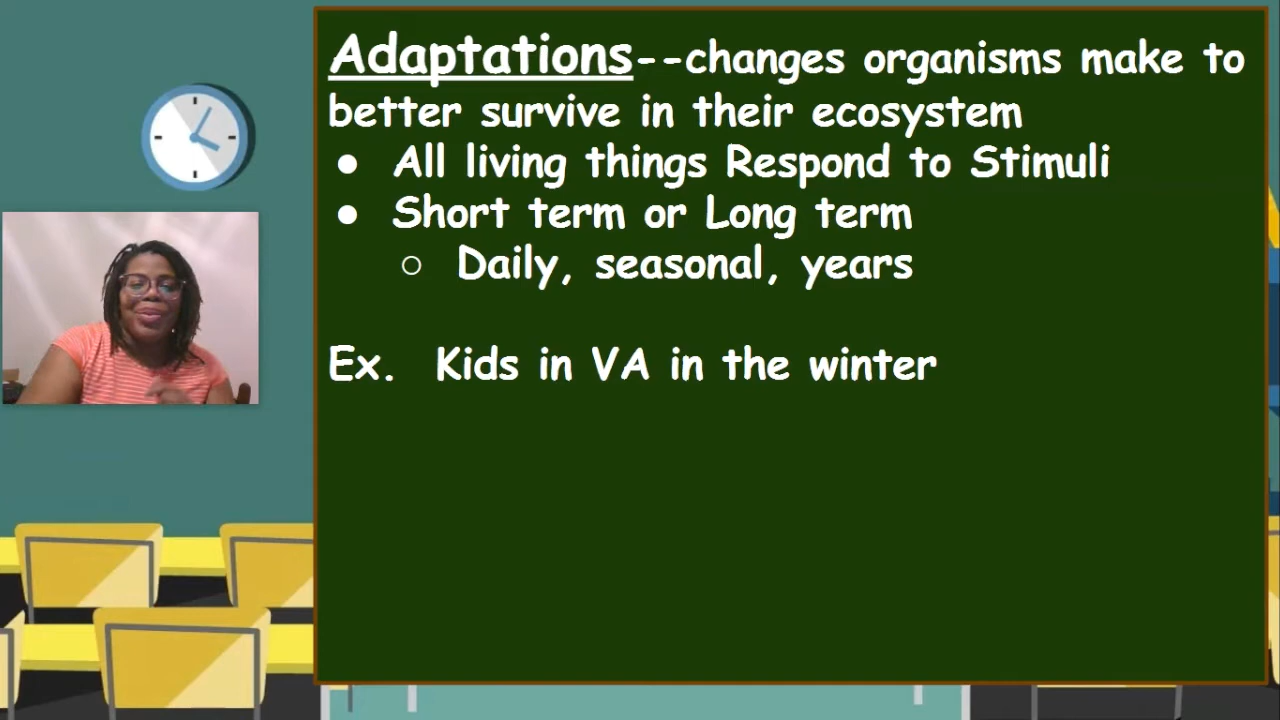 Adaptations--changes organisms make to
better survive in their ecosystem
● All living things Respond to Stimuli
● Short term or Long term
○ Daily, seasonal, years
Ex. Kids in VA in the winter